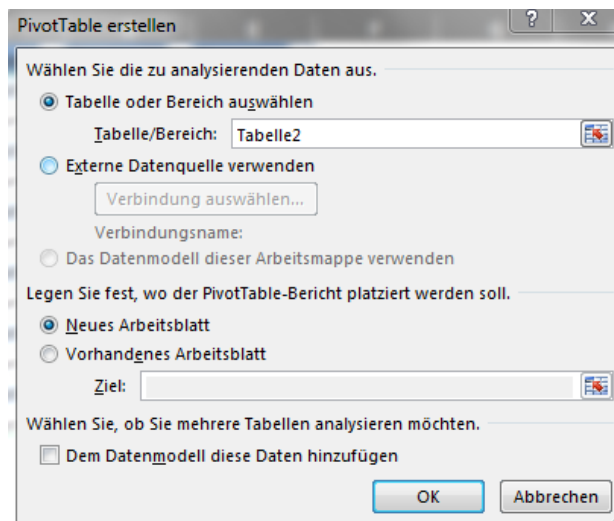 PivotTable erstellen
Wählen Sie die zu analysierenden Daten aus.
Tabelle oder Bereich auswählen
Tabelle/Bereich: Tabelle2
Externe Datenquelle verwenden
Verbindung auswählen...
Verbindungsname:
Das Datenmodell dieser Arbeitsmappe verwenden
Legen Sie fest, wo der PivotTable-Bericht platziert werden soll.
Neues Arbeitsblatt
Vorhandenes Arbeitsblatt
Ziel:
Wählen Sie, ob Sie mehrere Tabellen analysieren möchten.
Dem Datenmodell diese Daten hinzufügen
OK Abbrechen